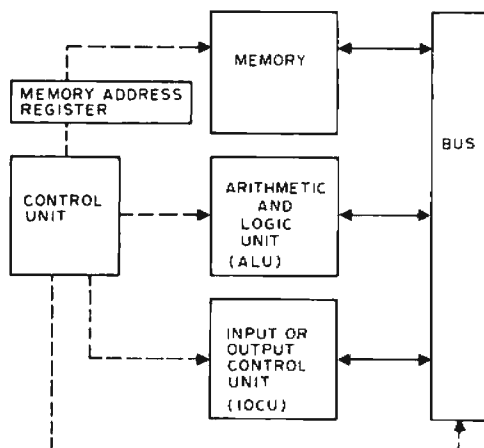 MEMORY
MEMORY ADDRESS
REGISTER
BUS
CONTROL
UNIT
ARITHMETIC
AND
LOGIC
UNIT
(ALU)
INPUT OR
OUTPUT
CONTROL
UNIT
(IOCU)